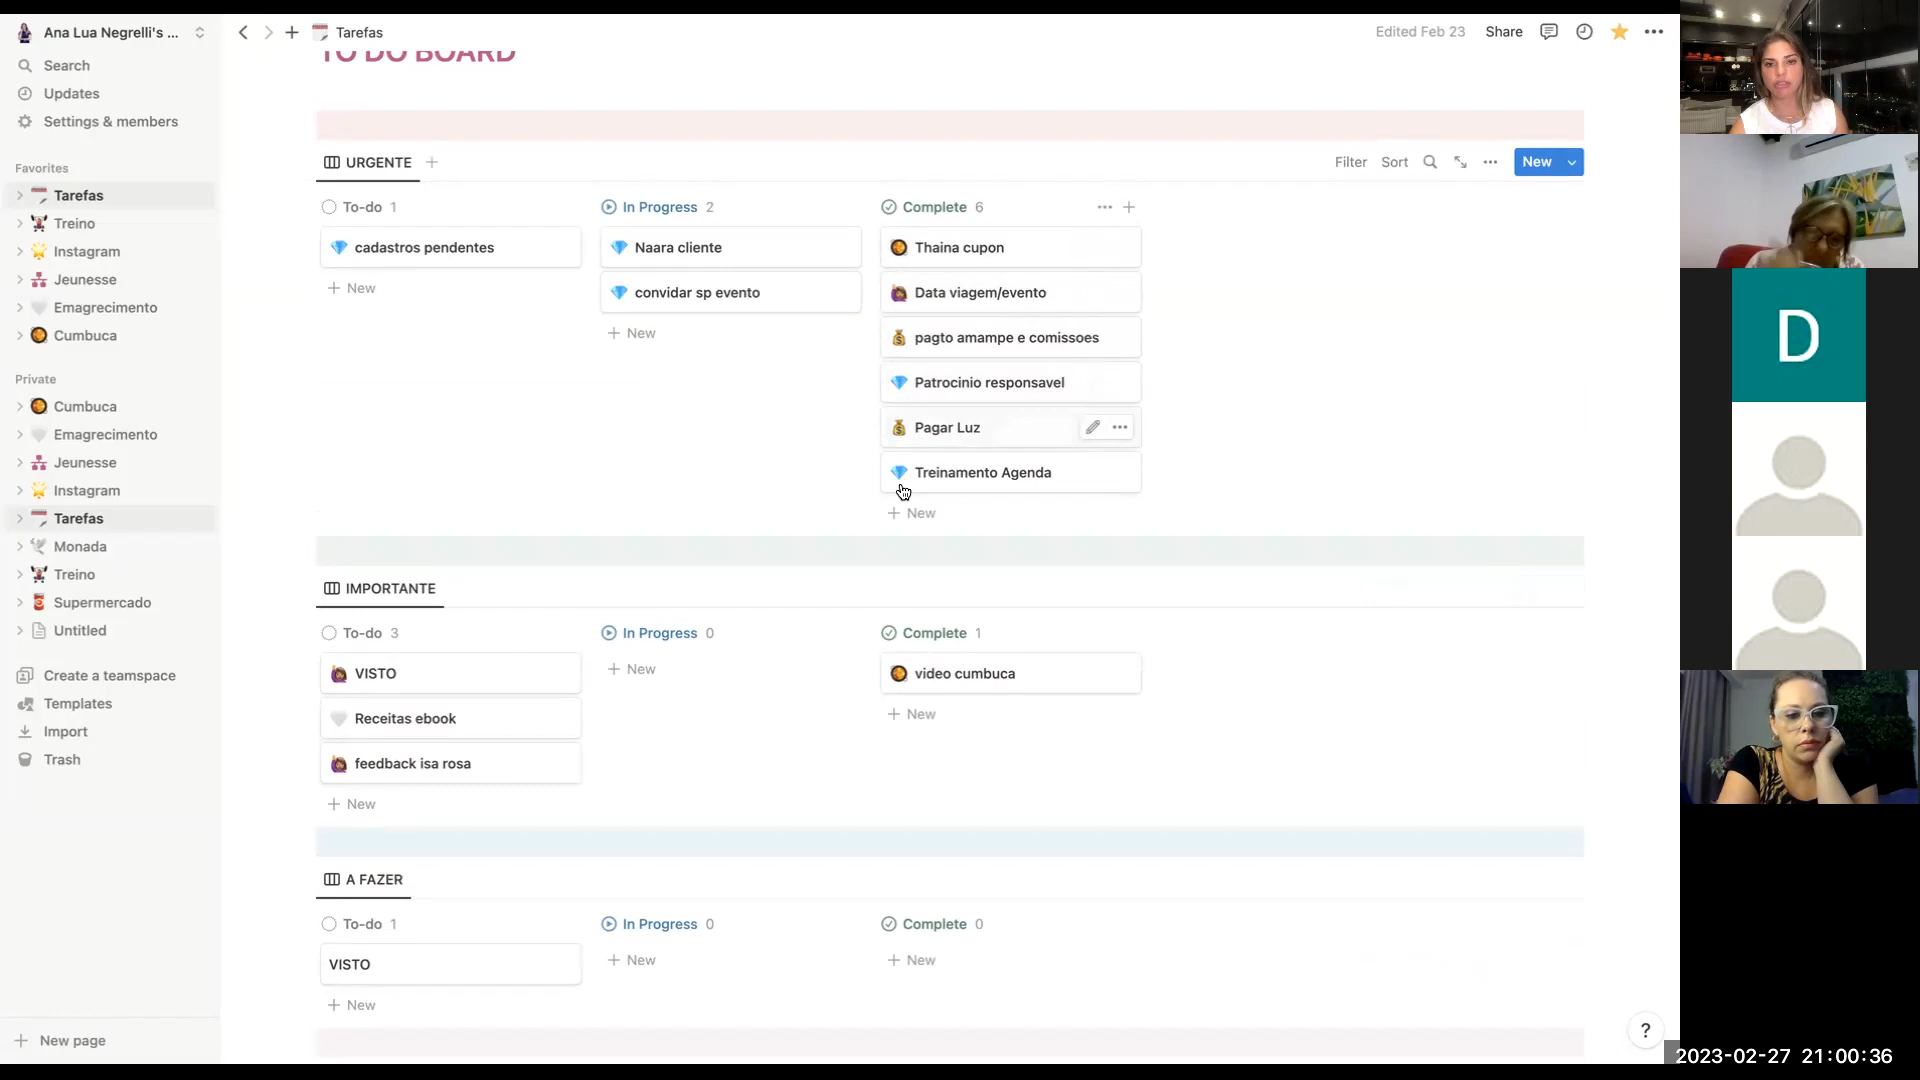 Ana Lua Negrelli's ...
Search
Updates
Settings & members
Favorites
Tarefas
Treino
Instagram
Jeunesse
Emagrecimento
Cumbuca
Private
Cumbuca
Emagrecimento
Jeunesse
Instagram
Tarefas
Monada
Treino
Supermercado
Untitled
Create a teamspace
Templates
Import
Trash
New page
Tarefas
Edited Feb 23
Share
TO DO BOARD
URGENTE
Filter Sort New
To-do 1
cadastros pendentes
New
In Progress 2
Naara cliente
convidar sp evento
New
Complete 6
Thaina cupon
Data viagem/evento
pagto amampe e comissoes
Patrocinio responsavel
Pagar Luz
Treinamento Agenda
New
IMPORTANTE
To-do 3
VISTO
Receitas ebook
feedback isa rosa
New
In Progress 0
New
Complete 1
video cumbuca
New
A FAZER
To-do 1
VISTO
New
In Progress 0
New
Complete 0
New
?
D
2023-02-27 21:00:36